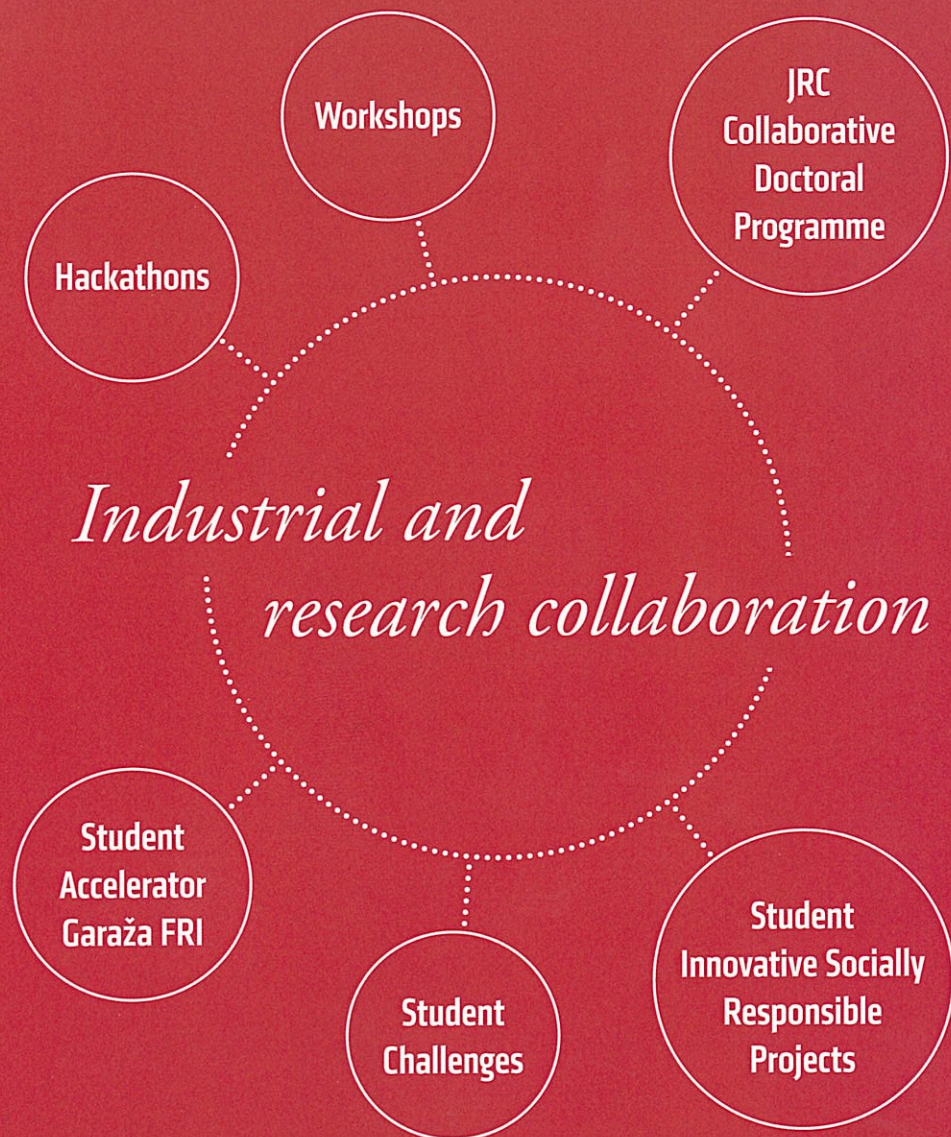 Workshops
JRC
Collaborative
Doctoral
Programme
Hackathons
Industrial and
research collaboration
Student
Accelerator
Garaža FRI
Student
Challenges
Student
Innovative Socially
Responsible
Projects